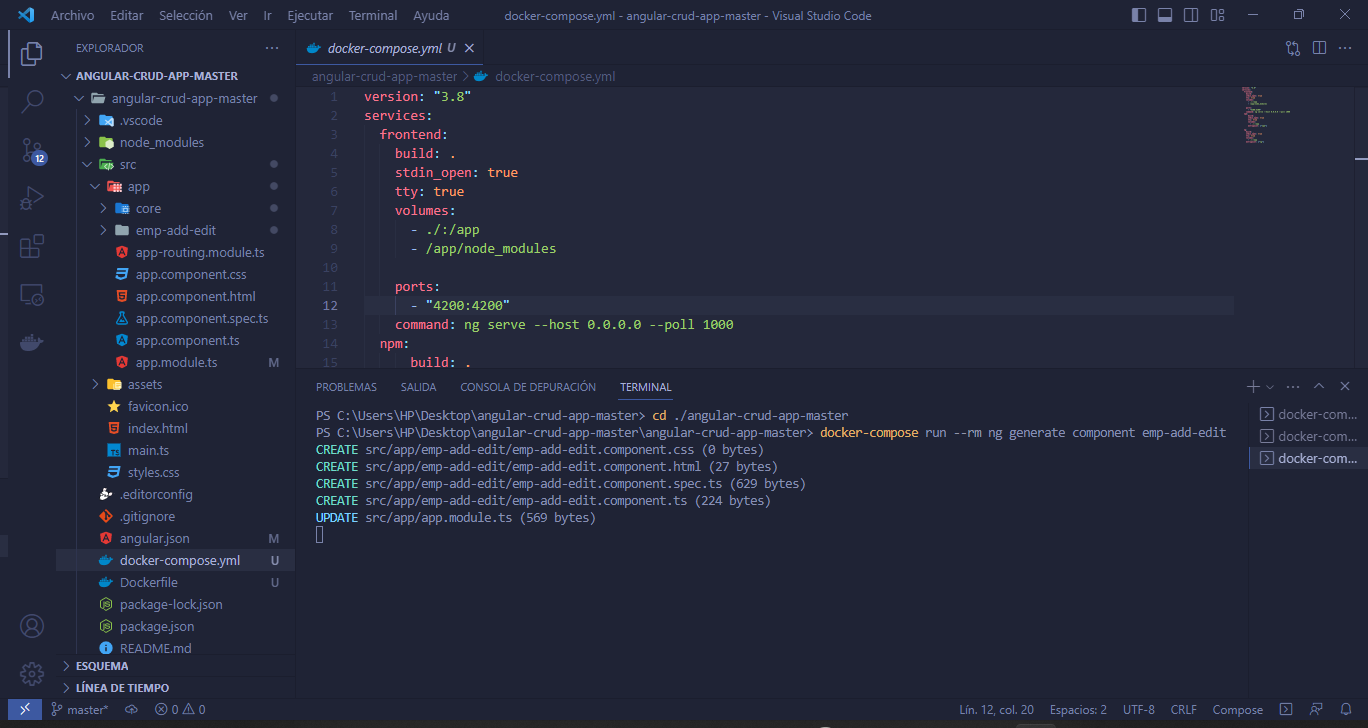 Archivo Editar Selección Ver Ir Ejecutar Terminal Ayuda docker-compose.yml - angular-crud-app-master - Visual Studio Code
EXPLORADOR
ANGULAR-CRUD-APP-MASTER
angular-crud-app-master
.vscode
node_modules
src
app
core
emp-add-edit
app-routing.module.ts
app.component.css
app.component.html
app.component.spec.ts
app.component.ts
app.module.ts M
assets
favicon.ico
index.html
main.ts
styles.css
.editorconfig
.gitignore
angular.json M
docker-compose.yml U
Dockerfile U
package-lock.json
package.json
README.md
ESQUEMA
LÍNEA DE TIEMPO
12
docker-compose.yml U
angular-crud-app-master > docker-compose.yml
1 version: "3.8"
2 services:
3 frontend:
4 build: .
5 stdin_open: true
6 tty: true
7 volumes:
8 - ./:/app
9 - /app/node_modules
10
11 ports:
12 - "4200:4200"
13 command: ng serve --host 0.0.0.0 --poll 1000
14 npm:
15 build: .
PROBLEMAS SALIDA CONSOLA DE DEPURACIÓN TERMINAL
PS C:\Users\HP\Desktop\angular-crud-app-master> cd ./angular-crud-app-master
PS C:\Users\HP\Desktop\angular-crud-app-master\angular-crud-app-master> docker-compose run --rm ng generate component emp-add-edit
CREATE src/app/emp-add-edit/emp-add-edit.component.css (0 bytes)
CREATE src/app/emp-add-edit/emp-add-edit.component.html (27 bytes)
CREATE src/app/emp-add-edit/emp-add-edit.component.spec.ts (629 bytes)
CREATE src/app/emp-add-edit/emp-add-edit.component.ts (224 bytes)
UPDATE src/app/app.module.ts (569 bytes)
docker-com...
docker-com...
docker-com...
master* 0 0 Lín. 12, col. 20 Espacios: 2 UTF-8 CRLF Compose